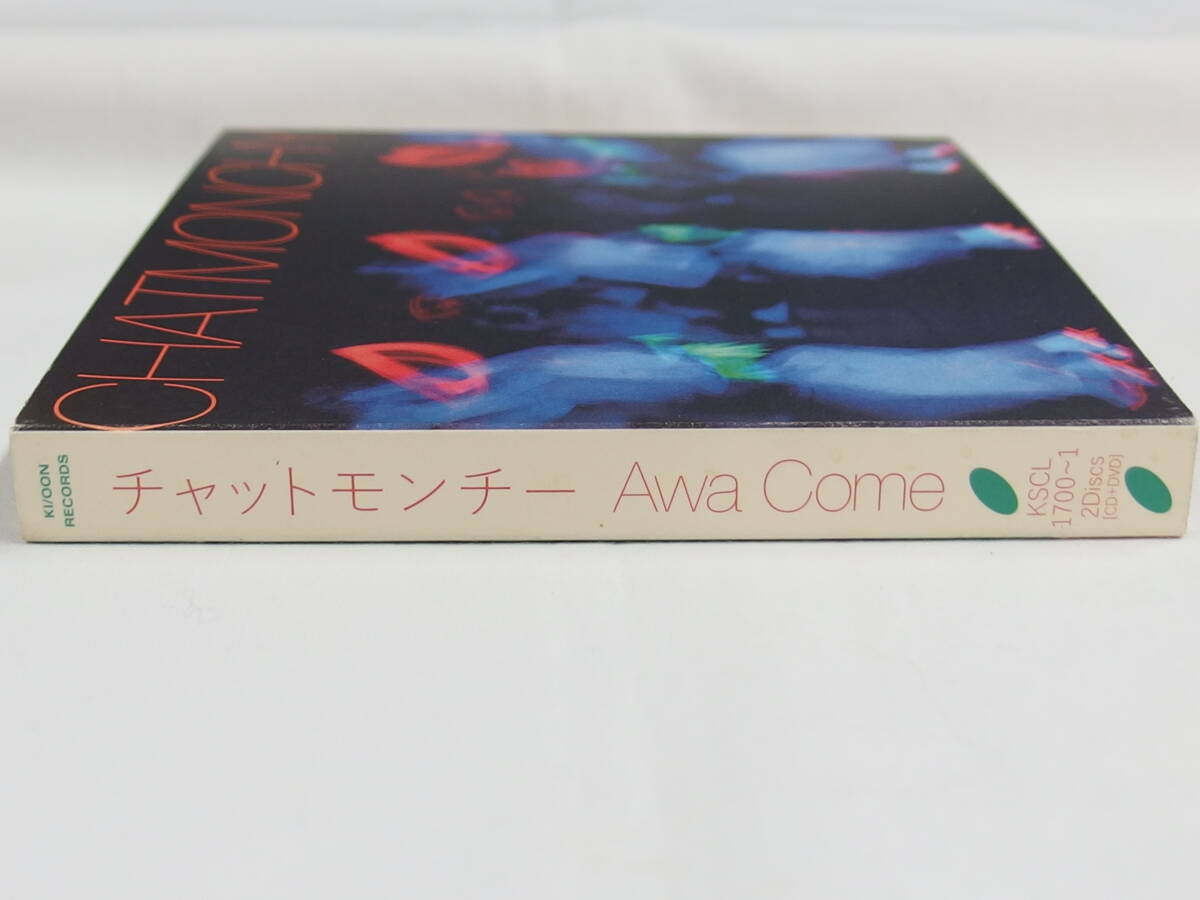 CHATMONCHY
KI/OON
RECORDS
チャットモンチー Awa Come
KSCL
1700~1
2Discs
[CD+DVD]